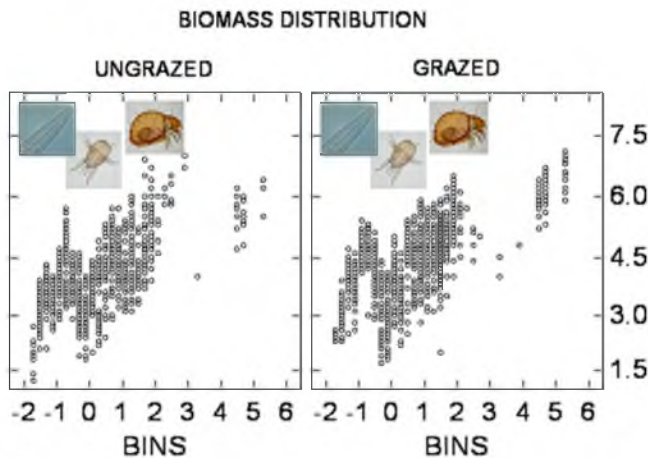 BIOMASS DISTRIBUTION
UNGRAZED
GRAZED
7.5
6.0
4.5
3.0
1.5
-2 -1 0 1 2 3 4 5 6
-2 -1 0 1 2 3 4 5 6
BINS
BINS